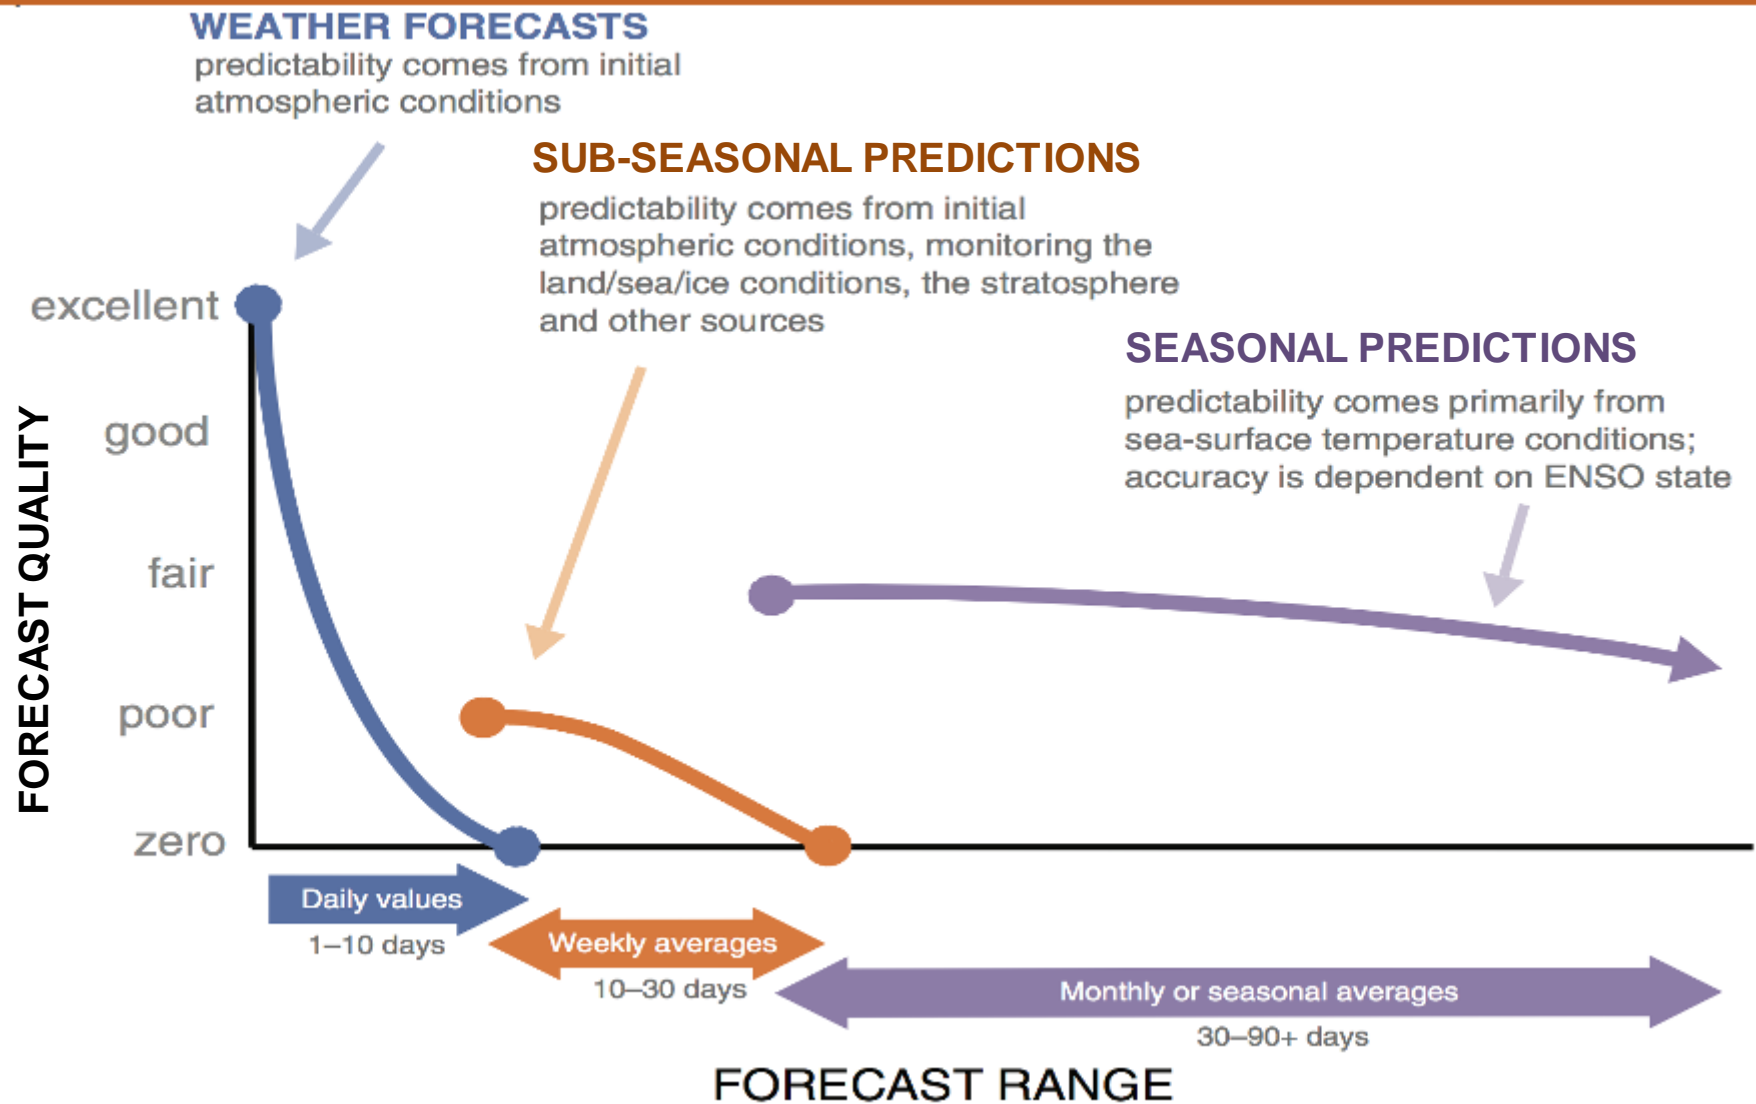 WEATHER FORECASTS
predictability comes from initial
atmospheric conditions
SUB-SEASONAL PREDICTIONS
predictability comes from initial
atmospheric conditions, monitoring the
land/sea/ice conditions, the stratosphere
and other sources
SEASONAL PREDICTIONS
predictability comes primarily from
sea-surface temperature conditions;
accuracy is dependent on ENSO state
FORECAST QUALITY
excellent
good
fair
poor
zero
Daily values
1–10 days
Weekly averages
10–30 days
Monthly or seasonal averages
30–90+ days
FORECAST RANGE